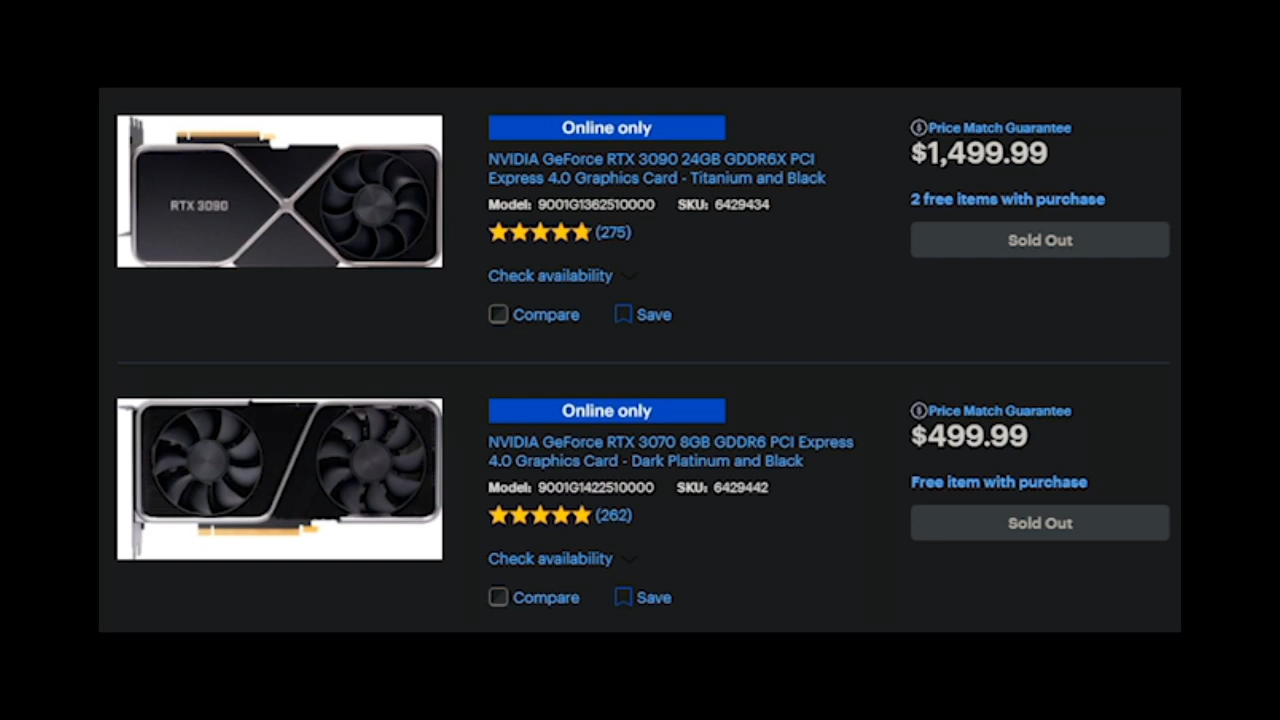 RTX 3090
Online only
NVIDIA GeForce RTX 3090 24GB GDDR6X PCI
Express 4.0 Graphics Card - Titanium and Black
Model: 9001G1362510000 SKU: 6429434
(275)
Check availability
Compare Save
Price Match Guarantee
$1,499.99
2 free items with purchase
Sold Out
Online only
NVIDIA GeForce RTX 3070 8GB GDDR6 PCI Express
4.0 Graphics Card - Dark Platinum and Black
Model: 9001G1422510000 SKU: 6429442
(262)
Check availability
Compare Save
Price Match Guarantee
$499.99
Free item with purchase
Sold Out